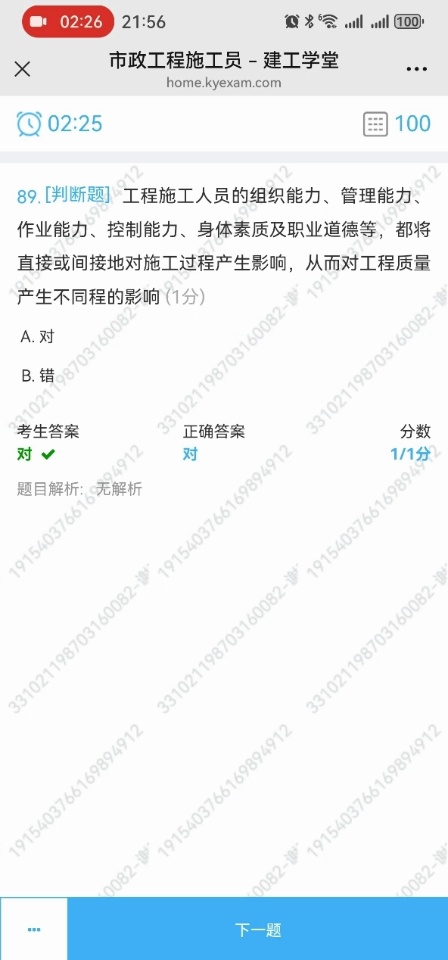 02:26 21:56 6 100
市政工程施工员 – 建工学堂
home.kyexam.com
02:25 100
89. [判断题] 工程施工人员的组织能力、管理能力、
作业能力、控制能力、身体素质及职业道德等，都将
直接或间接地对施工过程产生影响，从而对工程质量
产生不同程的影响 (1分)
A. 对
B. 错
考生答案 正确答案 分数
对 对 1/1分
题目解析: 无解析
331021198703160082
1915403766169894912
下一题